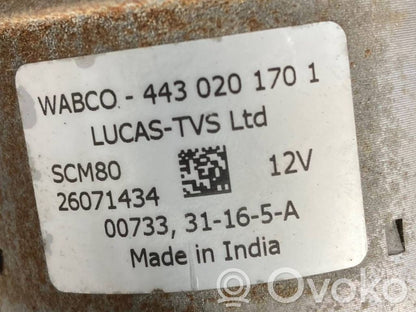 WABCO - 443 020 170 1
LUCAS-TVS Ltd
SCM80 12V
26071434
00733, 31-16-5-A
Made in India
Ovoko